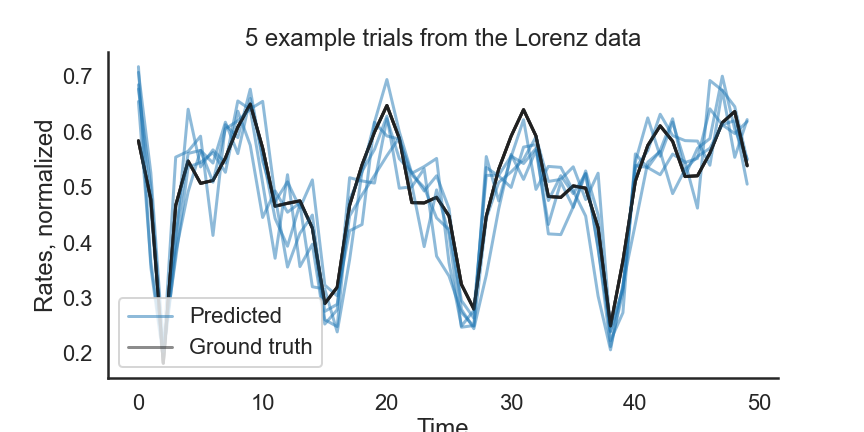 5 example trials from the Lorenz data
Rates, normalized
0.7
0.6
0.5
0.4
0.3
0.2
Predicted
Ground truth
0 10 20 30 40 50
Time